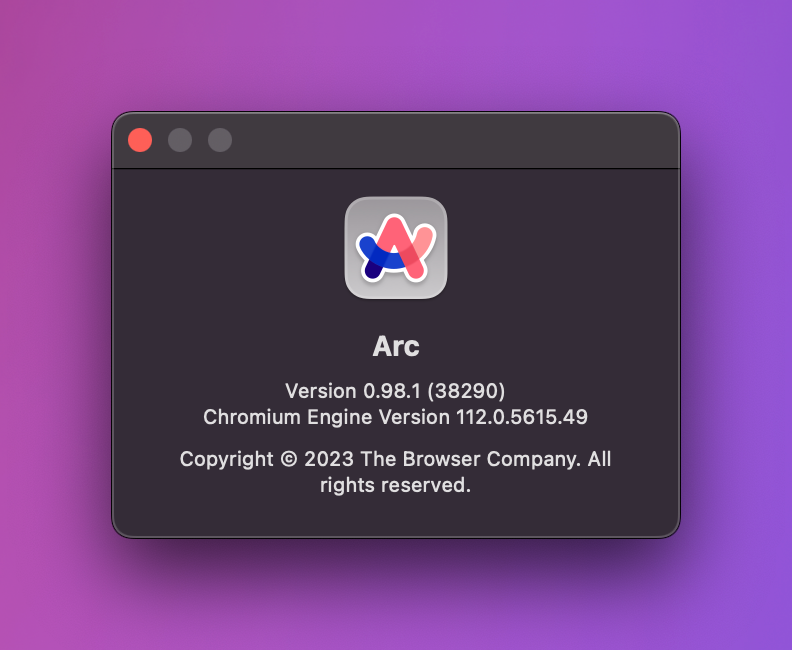 Arc
Version 0.98.1 (38290)
Chromium Engine Version 112.0.5615.49
Copyright © 2023 The Browser Company. All
rights reserved.